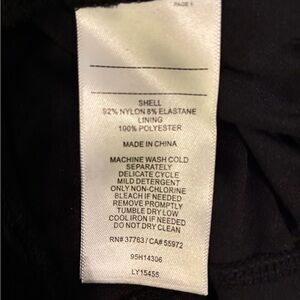 PAGE 1
SHELL
92% NYLON 8% ELASTANE
LINING
100% POLYESTER
MADE IN CHINA
MACHINE WASH COLD
SEPARATELY
DELICATE CYCLE
MILD DETERGENT
ONLY NON-CHLORINE
BLEACH IF NEEDED
REMOVE PROMPTLY
TUMBLE DRY LOW
COOL IRON IF NEEDED
DO NOT DRY CLEAN
RN# 37763 / CA# 55972
95H14306
LY15455